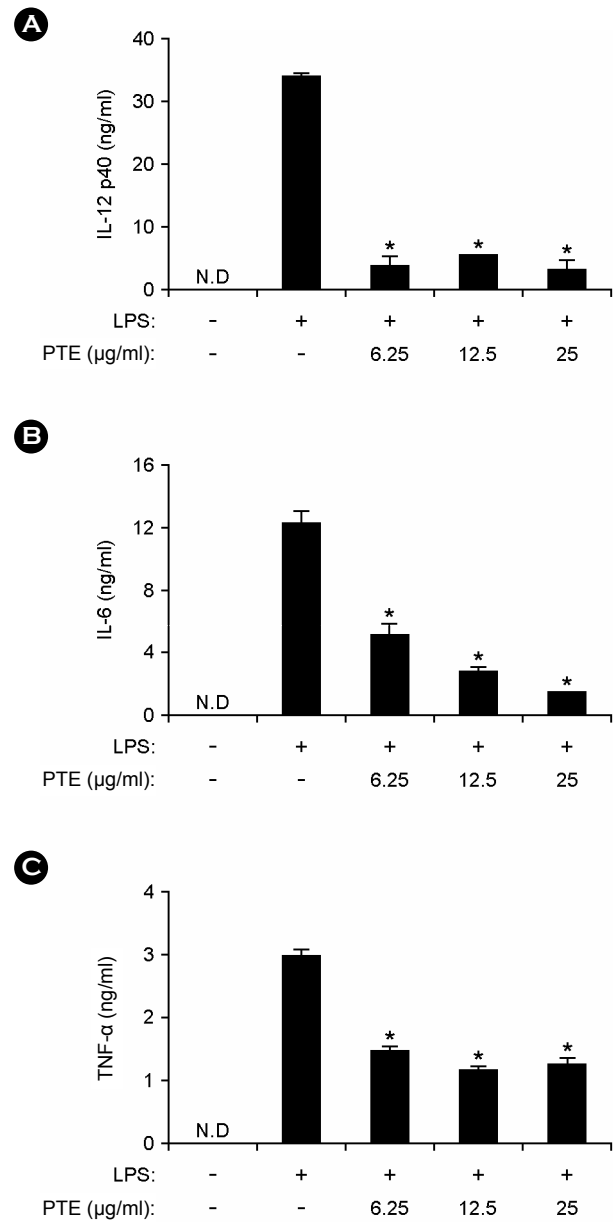 A
IL-12 p40 (ng/ml)
40
30
20
10
0
N.D
* * *
LPS: - + + + +
PTE (µg/ml): - - 6.25 12.5 25
B
IL-6 (ng/ml)
16
12
8
4
0
N.D
* * *
LPS: - + + + +
PTE (µg/ml): - - 6.25 12.5 25
C
TNF-α (ng/ml)
4
3
2
1
0
N.D
* * *
LPS: - + + + +
PTE (µg/ml): - - 6.25 12.5 25